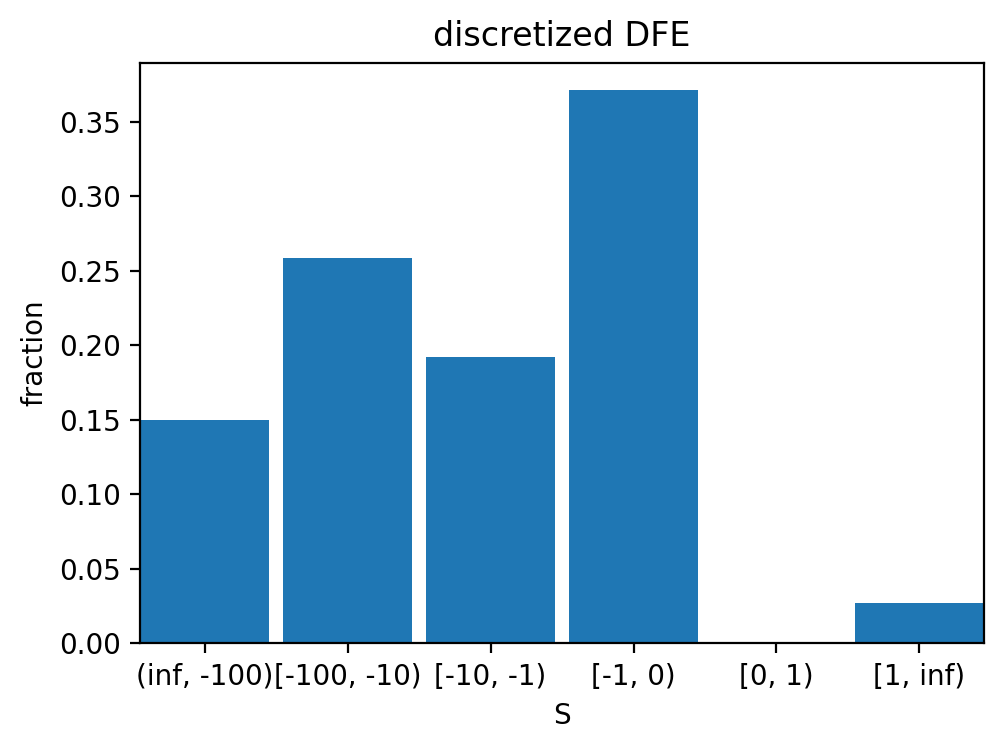 discretized DFE
fraction
0.35
0.30
0.25
0.20
0.15
0.10
0.05
0.00
(inf, -100) [-100, -10) [-10, -1) [-1, 0) [0, 1) [1, inf)
S